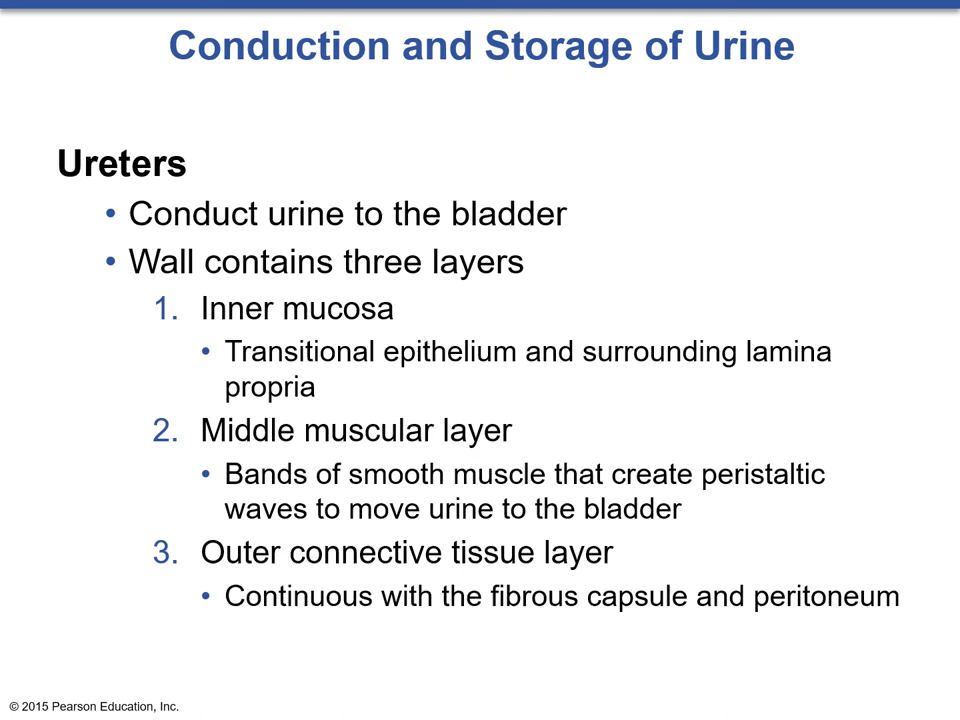 Conduction and Storage of Urine
Ureters
• Conduct urine to the bladder
• Wall contains three layers
1. Inner mucosa
• Transitional epithelium and surrounding lamina
propria
2. Middle muscular layer
• Bands of smooth muscle that create peristaltic
waves to move urine to the bladder
3. Outer connective tissue layer
• Continuous with the fibrous capsule and peritoneum
© 2015 Pearson Education, Inc.